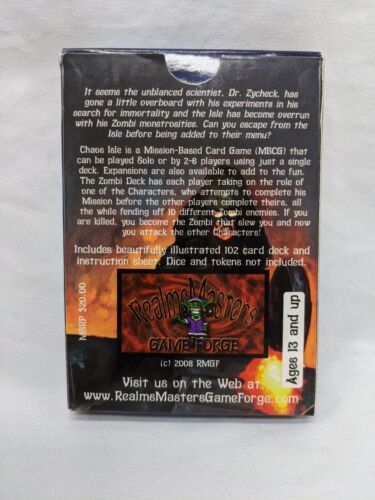 It seems the unblanced scientist, Dr. Zycheck, has
gone a little overboard with his experiments in his
search for immortality and the Isle has become overrun
with his Zombi monstrosities. Can you escape from the
Isle before being added to their menu?
Chaos Isle is a Mission-Based Card Game (MBCG) that
can be played Solo or by 2-6 players using just a single
deck. Expansions are also available to add to the fun.
The Zombi Deck has each player taking on the role of
one of the Characters, who attempts to complete his
Mission before the other players complete theirs, all
the while fending off 10 different Zombi enemies. If you
are killed, you become the Zombi that slew you and now
you attack the other Characters!
Includes beautifully illustrated 102 card deck and
instruction sheet. Dice and tokens not included.
MSRP $20.00
RealmsMasters
GAME FORGE
(c) 2008 RMGF
Ages 13 and up
Visit us on the Web at:
www.RealmsMastersGameForge.com